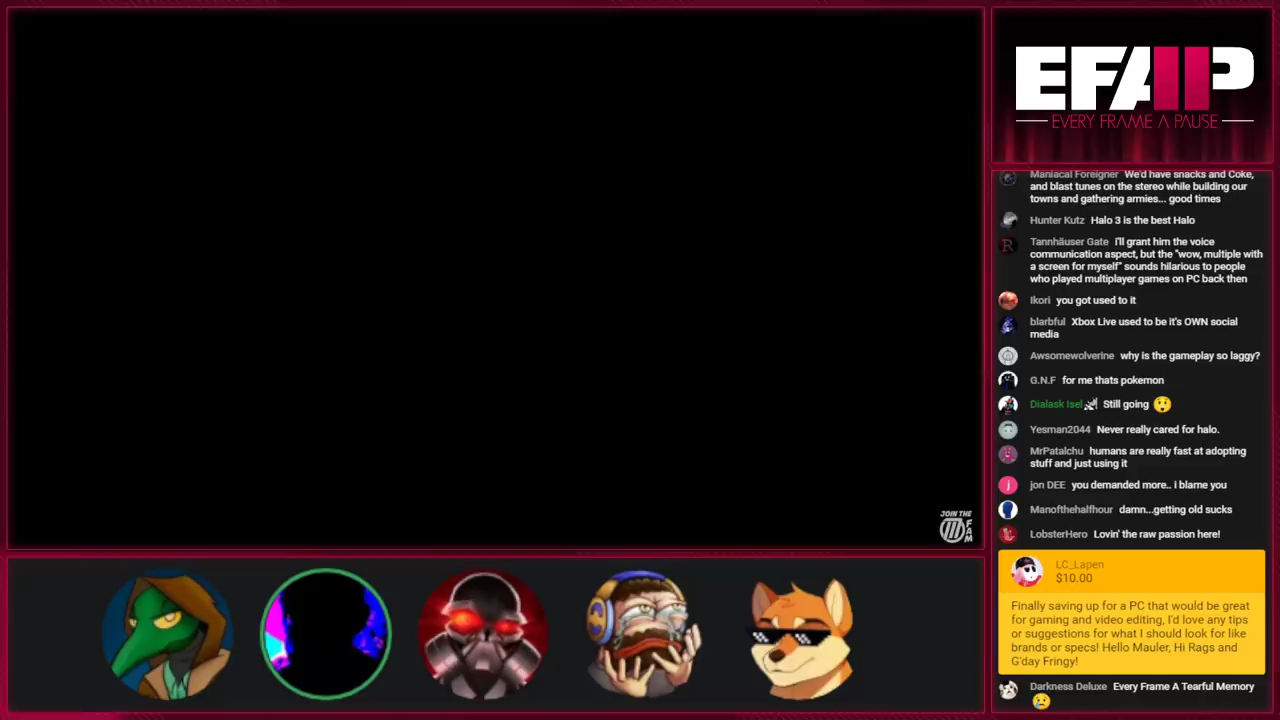 EFAP
EVERY FRAME A PAUSE
Maniacal Foreigner We'd have snacks and Coke,
and blast tunes on the stereo while building our
towns and gathering armies... good times
Hunter Kutz Halo 3 is the best Halo
Tannhäuser Gate i'll grant him the voice
communication aspect, but the "wow, multiple with
a screen for myself" sounds hilarious to people
who played multiplayer games on PC back then
Ikori you got used to it
blarbful Xbox Live used to be it's OWN social
media
Awsomewolverine why is the gameplay so laggy?
G.N.F for me thats pokemon
Dialask Isel Still going 😲
Yesman2044 Never really cared for halo.
MrPatalchu humans are really fast at adopting
stuff and just using it
j
jon DEE you demanded more.. i blame you
Manofthehalfhour damn...getting old sucks
LobsterHero Lovin' the raw passion here!
LC_Lapen
$10.00
Finally saving up for a PC that would be great
for gaming and video editing, I'd love any tips
or suggestions for what I should look for like
brands or specs! Hello Mauler, Hi Rags and
G'day Fringy!
Darkness Deluxe Every Frame A Tearful Memory
😢
JOIN THE
FAM